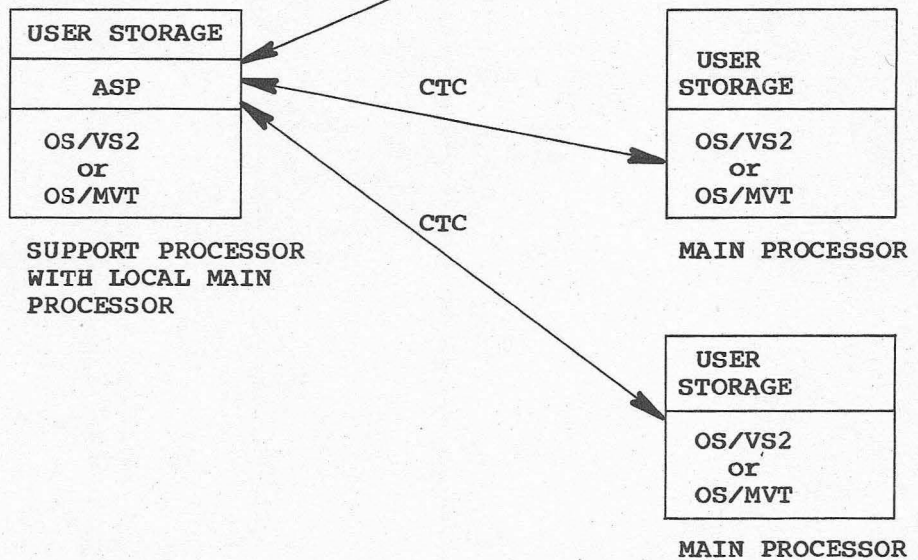 USER STORAGE
ASP
OS/VS2
or
OS/MVT
SUPPORT PROCESSOR
WITH LOCAL MAIN
PROCESSOR
CTC
CTC
USER
STORAGE
OS/VS2
or
OS/MVT
MAIN PROCESSOR
USER
STORAGE
OS/VS2
or
OS/MVT
MAIN PROCESSOR